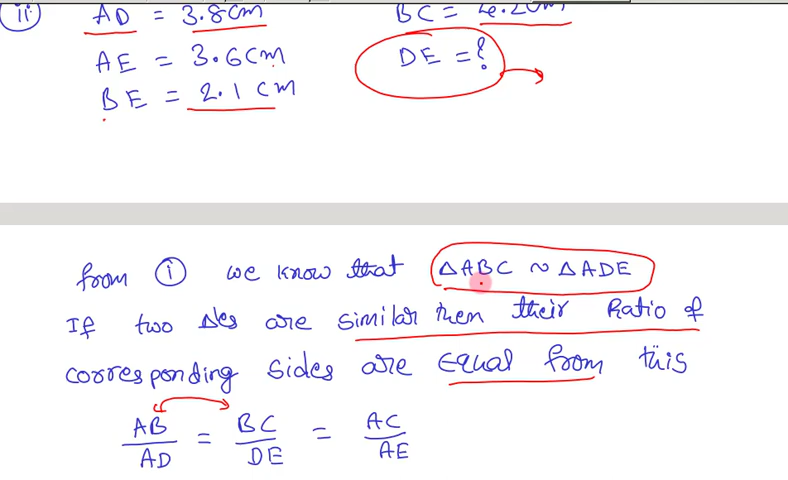 ii AD = 3.8cm BC =
AE = 3.6cm DE = ?
BE = 2.1 cm
from i we know that ΔABC ~ ΔADE
If two Δles are similar then their Ratio of
corresponding sides are equal from this
AB/AD = BC/DE = AC/AE